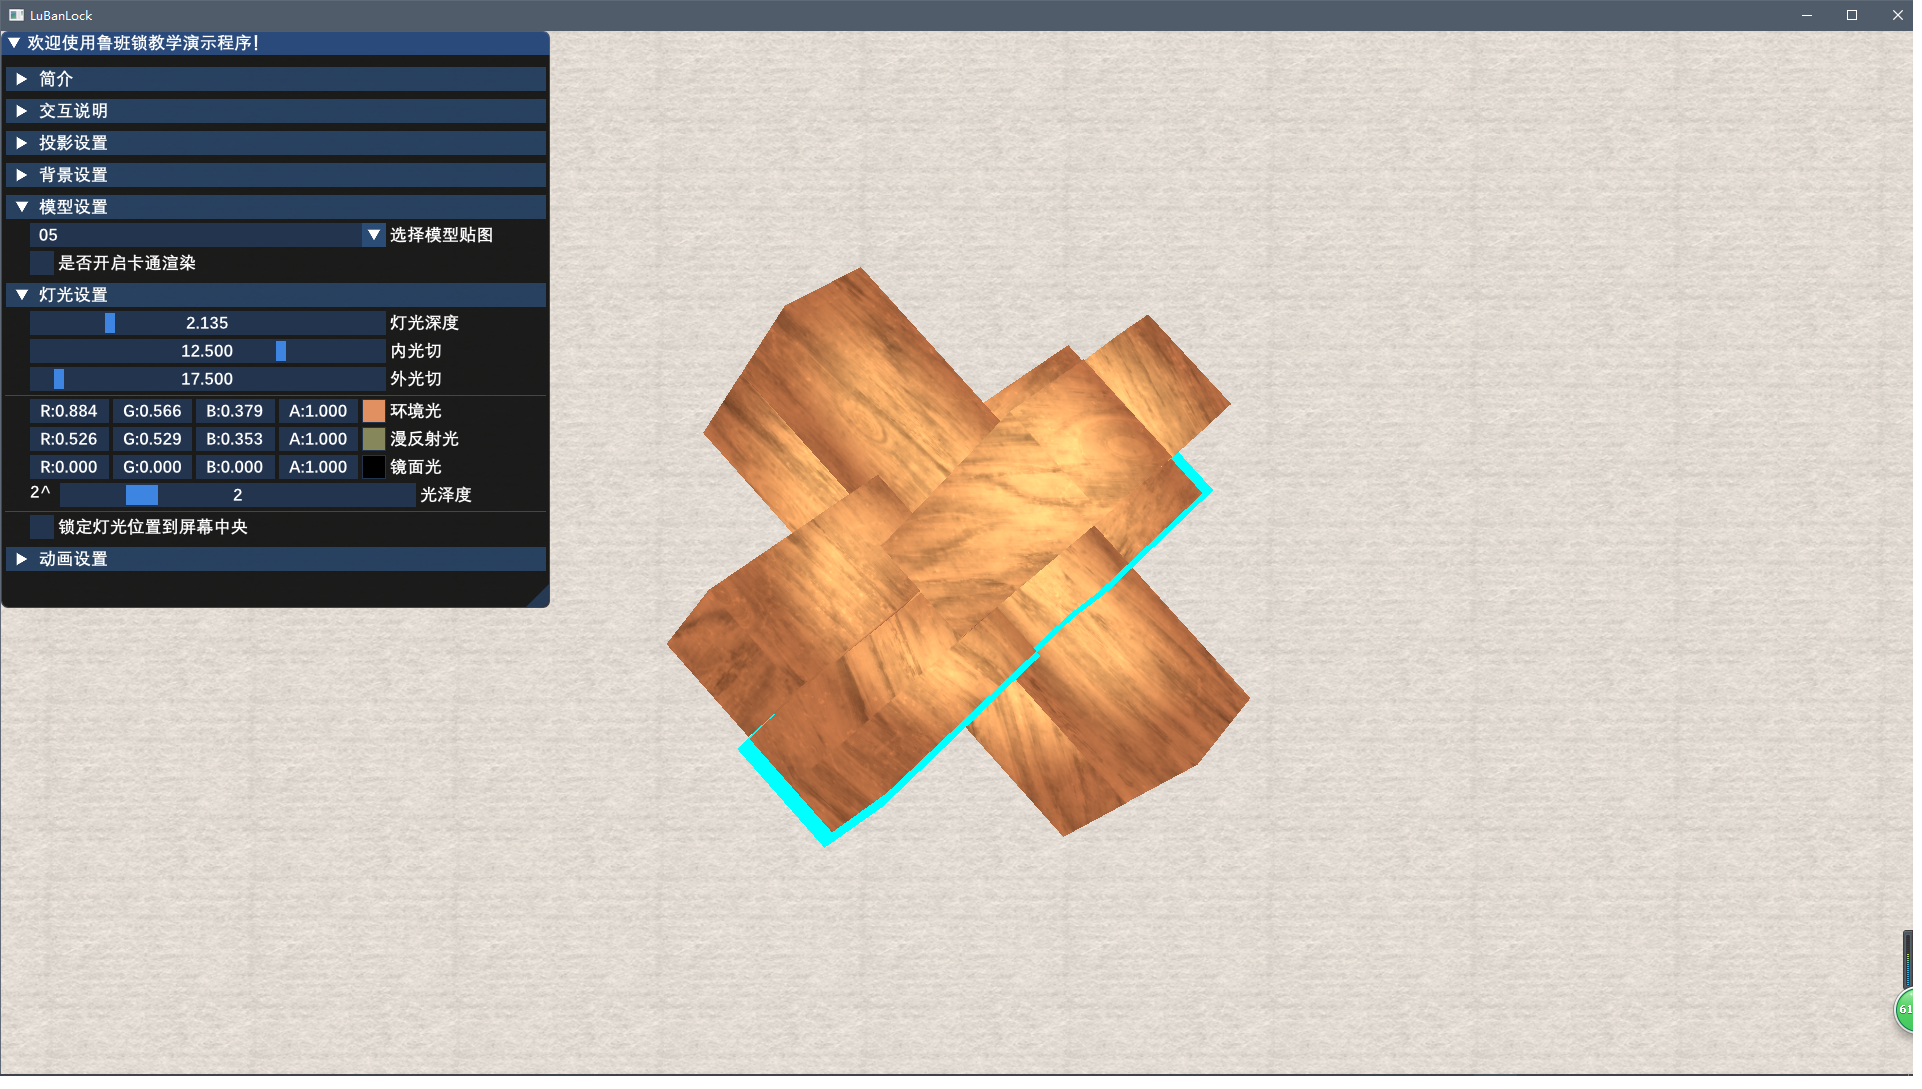 LuBanLock
欢迎使用鲁班锁教学演示程序!
简介
交互说明
投影设置
背景设置
模型设置
05 选择模型贴图
是否开启卡通渲染
灯光设置
2.135 灯光深度
12.500 内光切
17.500 外光切
R:0.884 G:0.566 B:0.379 A:1.000 环境光
R:0.526 G:0.529 B:0.353 A:1.000 漫反射光
R:0.000 G:0.000 B:0.000 A:1.000 镜面光
2^ 2 光泽度
锁定灯光位置到屏幕中央
动画设置
61